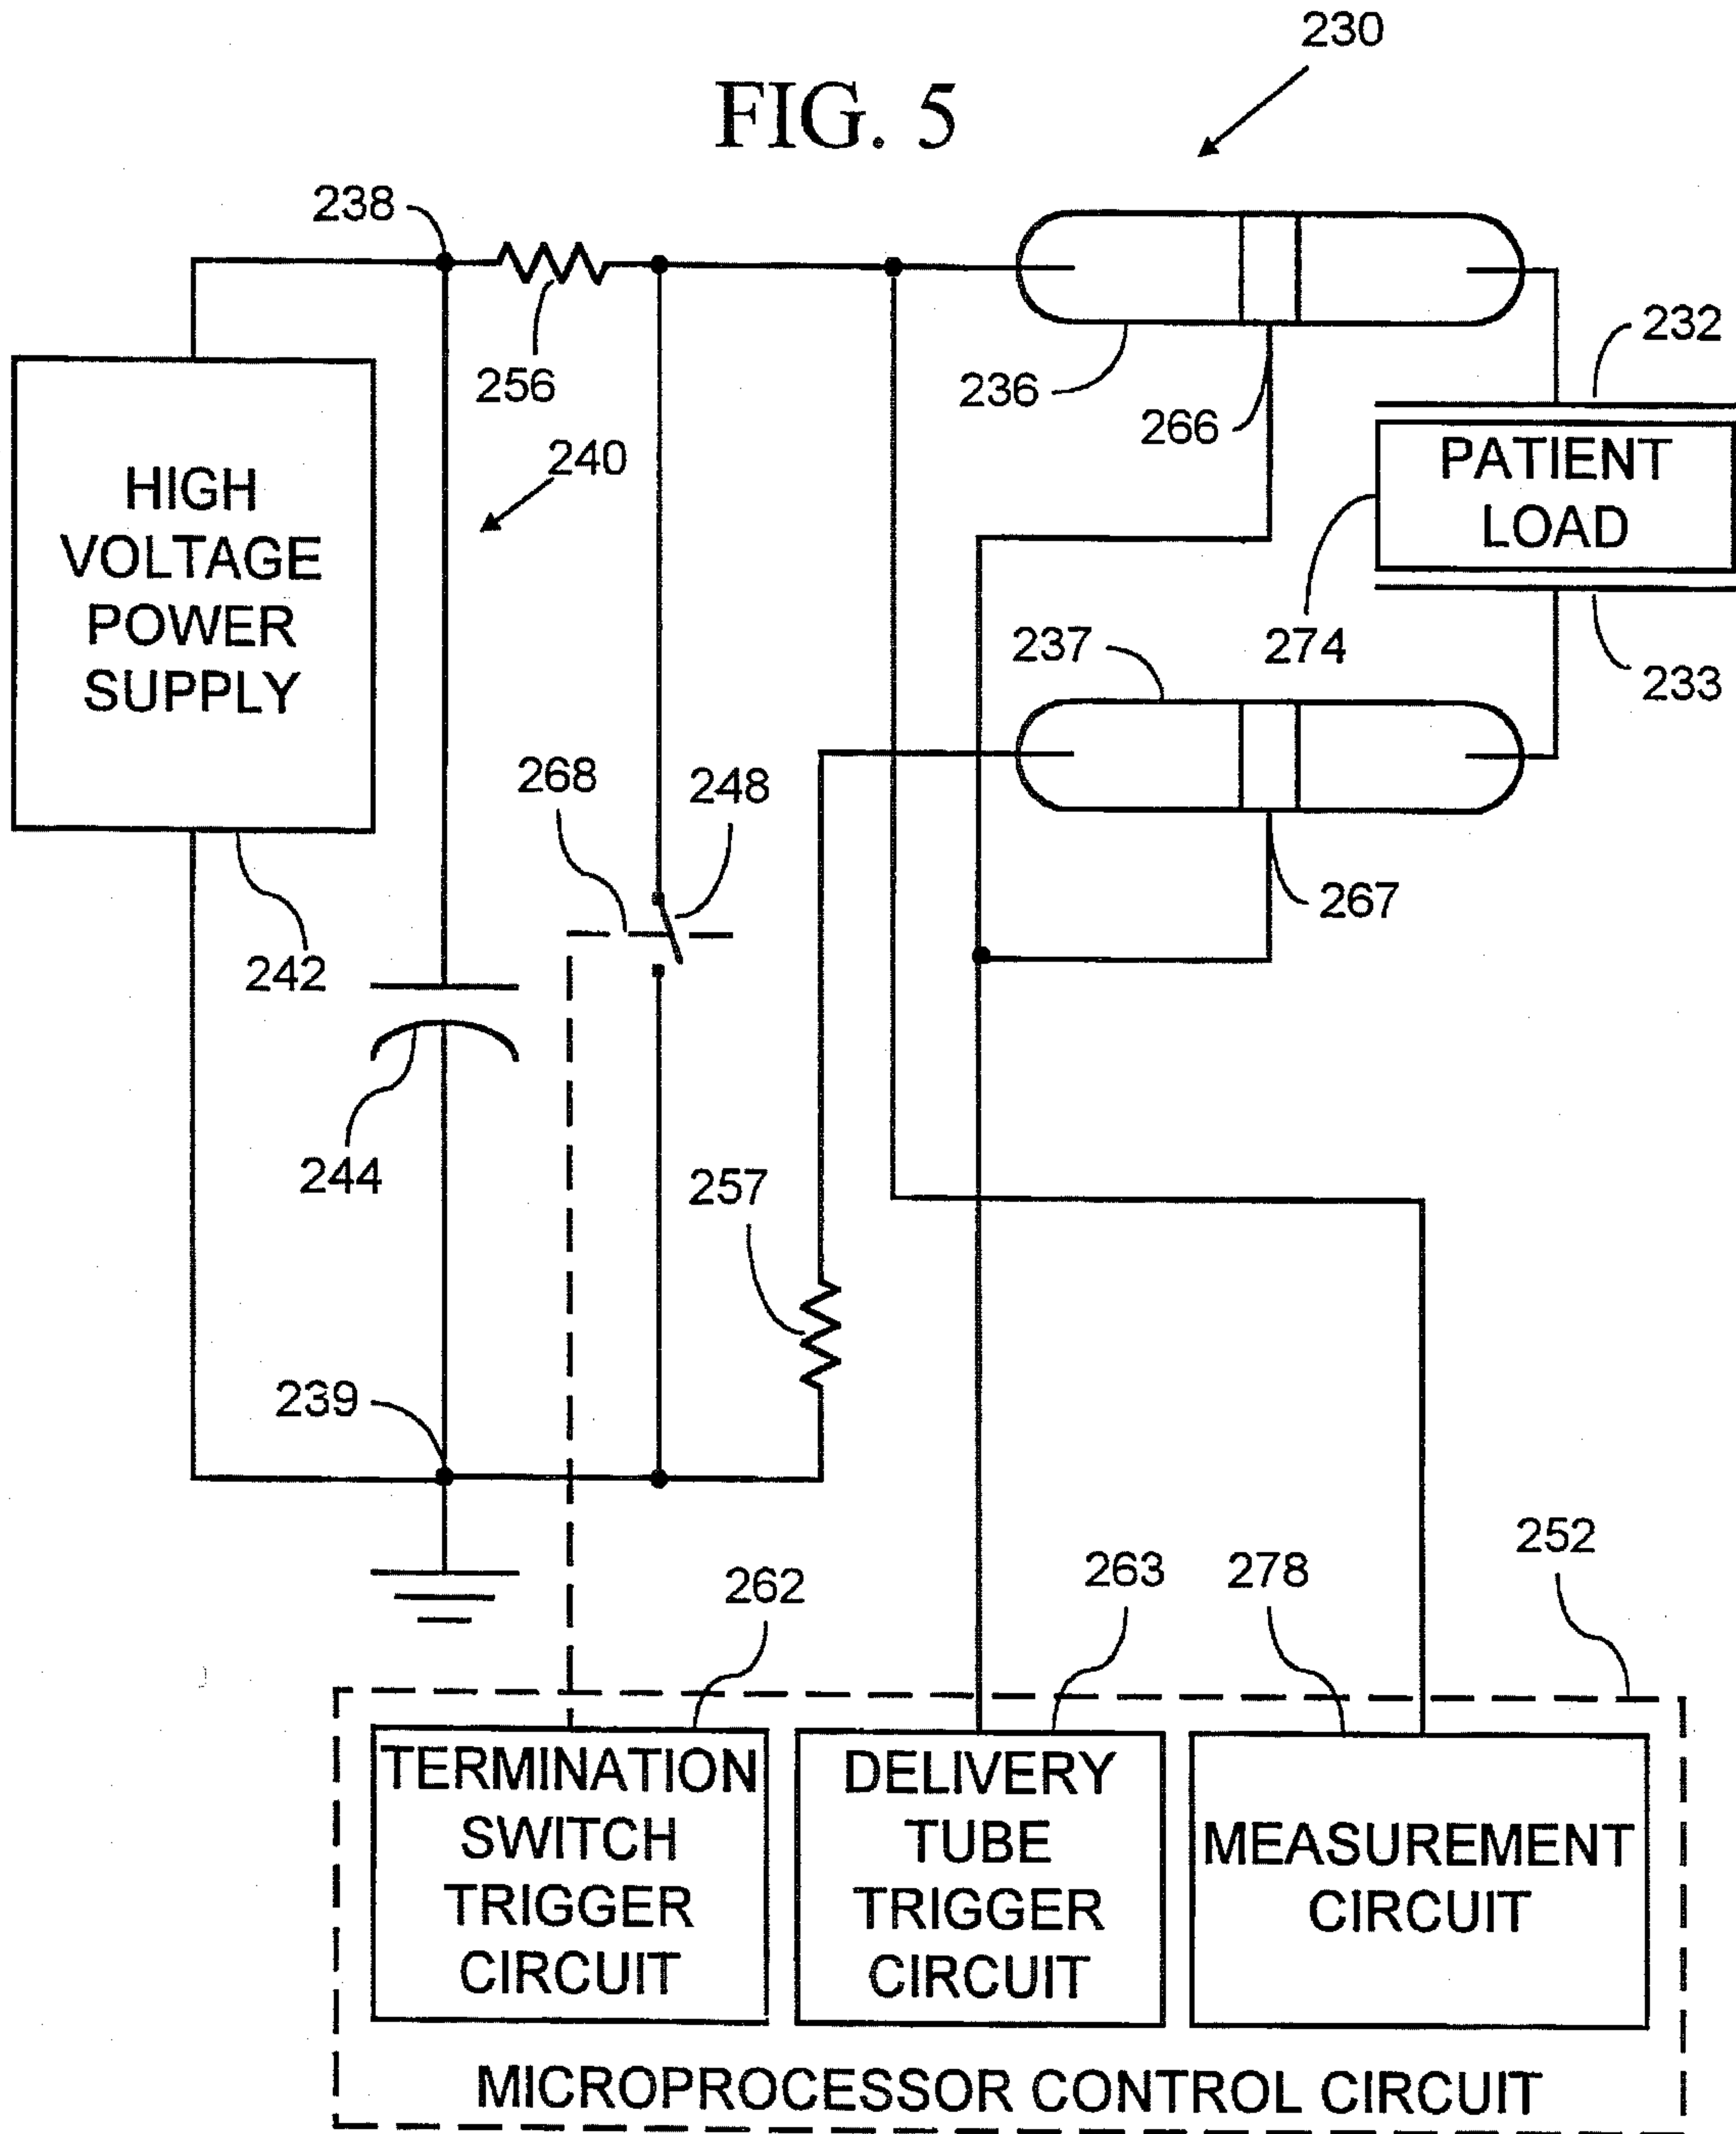 230
FIG. 5
238
256
236
266
232
HIGH
VOLTAGE
POWER
SUPPLY
240
PATIENT
LOAD
237
274
233
268
248
267
242
244
257
239
252
262
263
278
TERMINATION
SWITCH
TRIGGER
CIRCUIT
DELIVERY
TUBE
TRIGGER
CIRCUIT
MEASUREMENT
CIRCUIT
MICROPROCESSOR CONTROL CIRCUIT